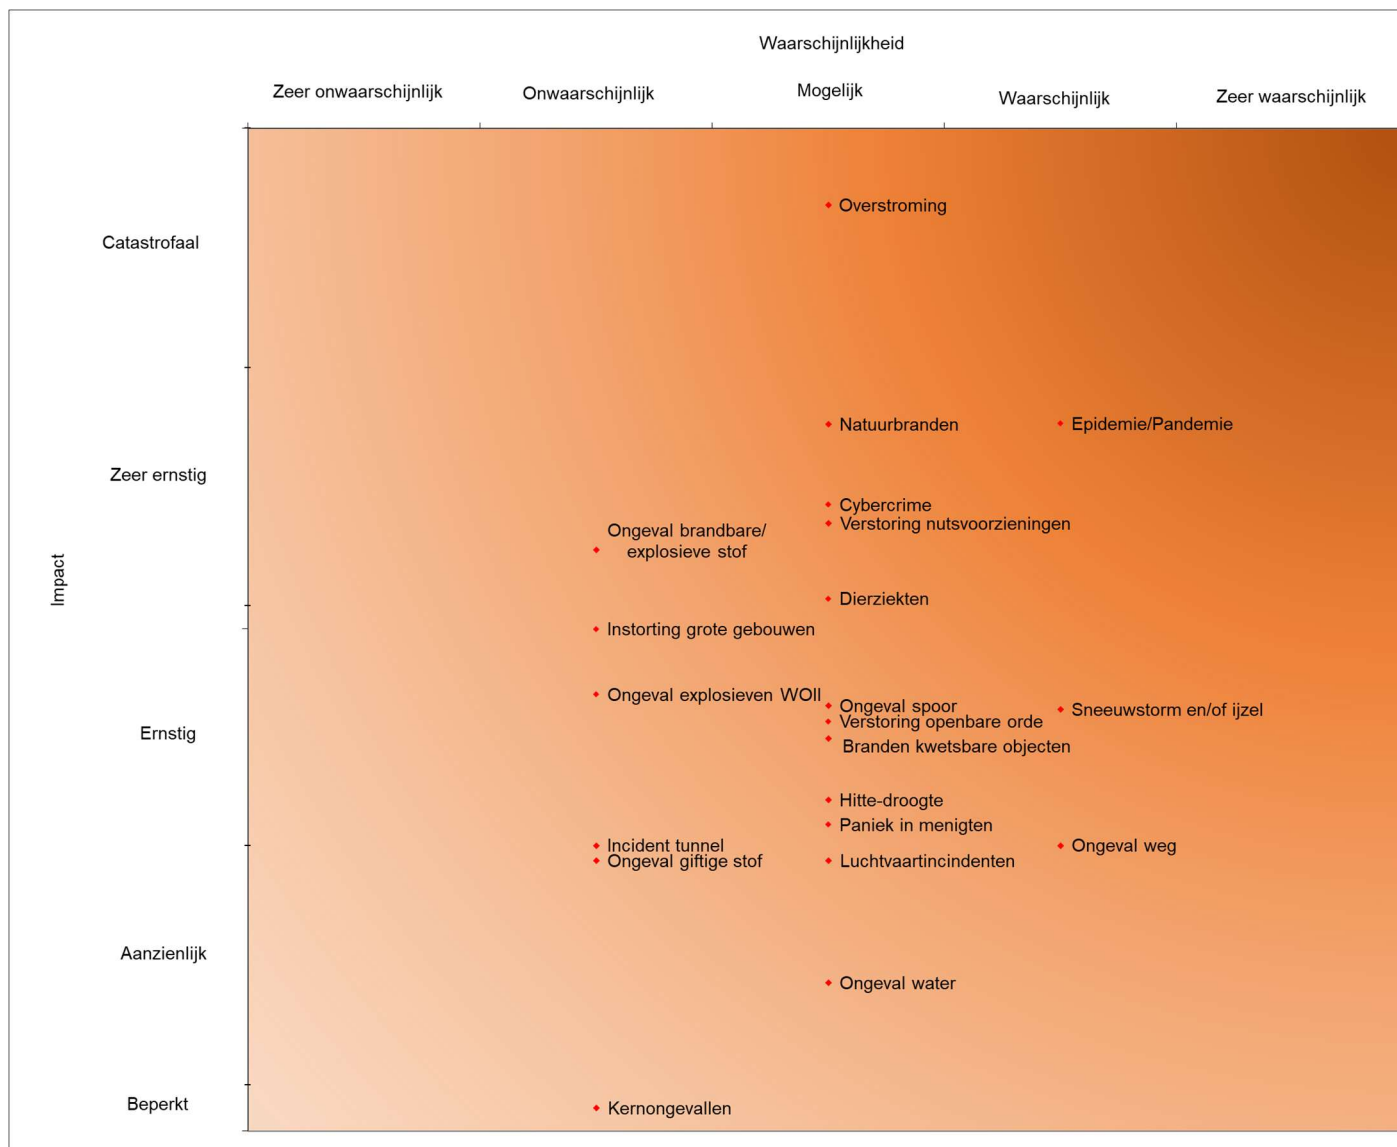 Waarschijnlijkheid
Zeer onwaarschijnlijk
Onwaarschijnlijk
Mogelijk
Waarschijnlijk
Zeer waarschijnlijk
Impact
Catastrofaal
Zeer ernstig
Ernstig
Aanzienlijk
Beperkt
Overstroming
Natuurbranden
Epidemie/Pandemie
Cybercrime
Verstoring nutsvoorzieningen
Ongeval brandbare/
explosieve stof
Dierziekten
Instorting grote gebouwen
Ongeval explosieven WOII
Ongeval spoor
Sneeuwstorm en/of ijzel
Verstoring openbare orde
Branden kwetsbare objecten
Hitte-droogte
Paniek in menigten
Incident tunnel
Ongeval weg
Ongeval giftige stof
Luchtvaartincindenten
Ongeval water
Kernongevallen